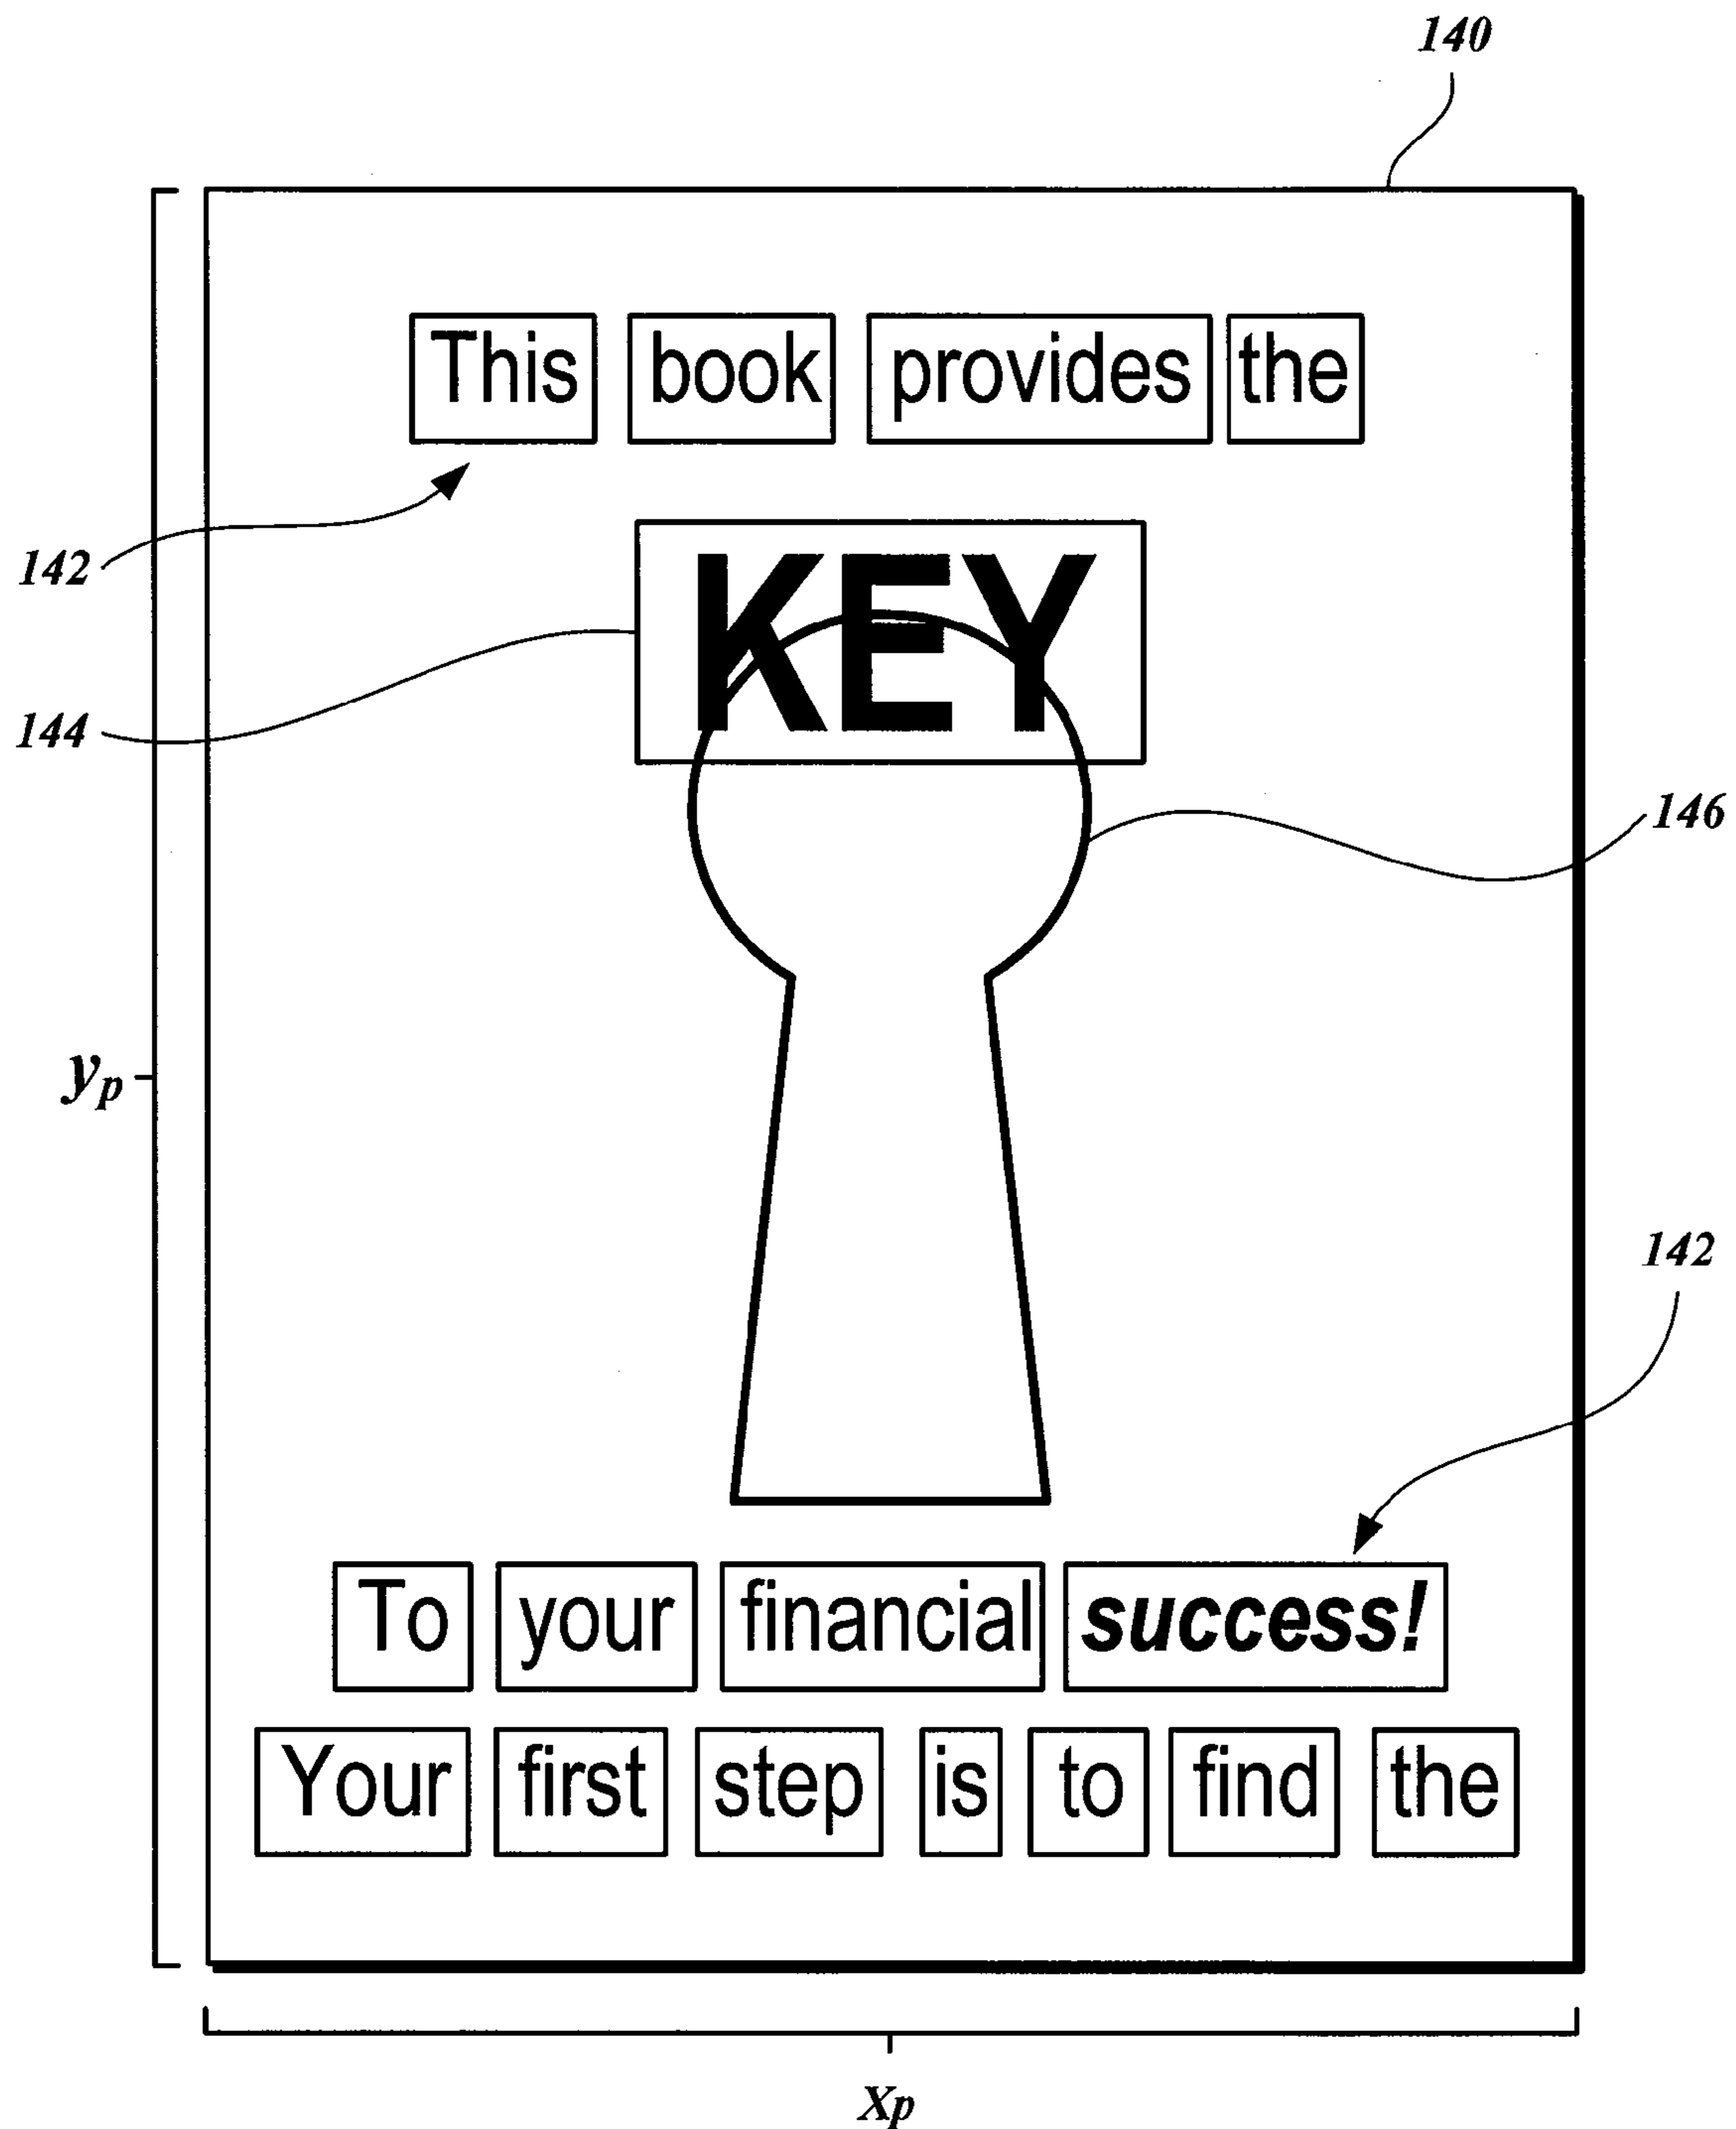 140
This book provides the
142
KEY
144
146
yp
142
To your financial success!
Your first step is to find the
xp